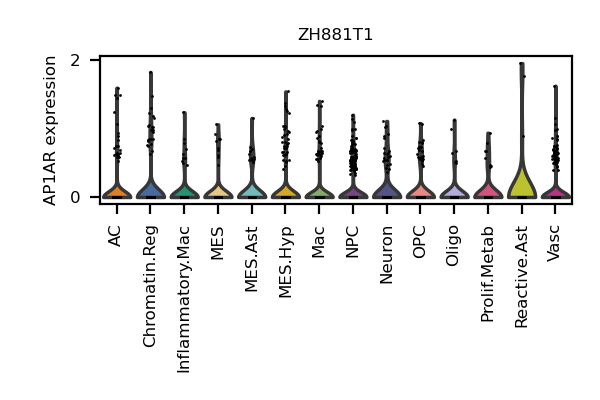 ZH881T1
AP1AR expression
2
0
AC
Chromatin.Reg
Inflammatory.Mac
MES
MES.Ast
MES.Hyp
Mac
NPC
Neuron
OPC
Oligo
Prolif.Metab
Reactive.Ast
Vasc